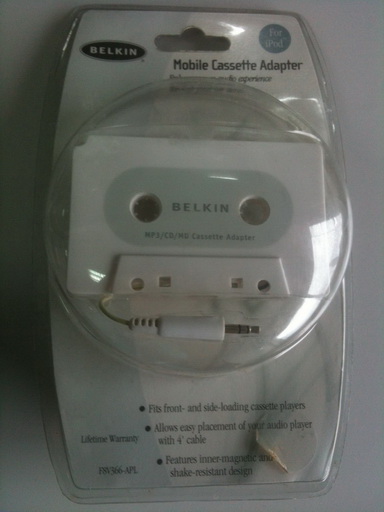 BELKIN
For
iPod
Mobile Cassette Adapter
experience
BELKIN
MP3/CD/MD Cassette Adapter
• Fits front- and side-loading cassette players
• Allows easy placement of your audio player
with 4' cable
Lifetime Warranty
• Features inner-magnetic and
shake-resistant design
F8V366-APL